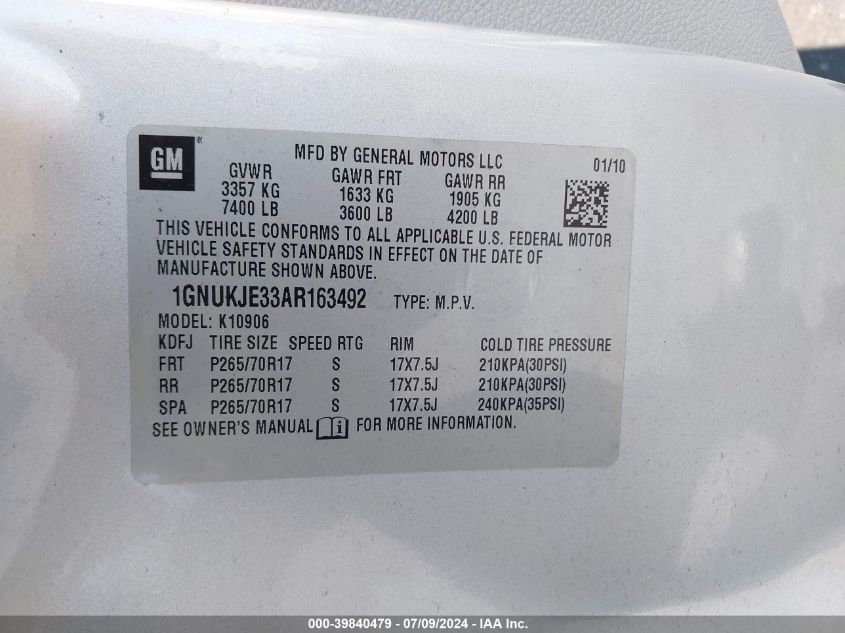 GM®
MFD BY GENERAL MOTORS LLC 01/10
GVWR GAWR FRT GAWR RR
3357 KG 1633 KG 1905 KG
7400 LB 3600 LB 4200 LB
THIS VEHICLE CONFORMS TO ALL APPLICABLE U.S. FEDERAL MOTOR
VEHICLE SAFETY STANDARDS IN EFFECT ON THE DATE OF
MANUFACTURE SHOWN ABOVE.
1GNUKJE33AR163492 TYPE: M.P.V.
MODEL: K10906
KDFJ TIRE SIZE SPEED RTG RIM COLD TIRE PRESSURE
FRT P265/70R17 S 17X7.5J 210KPA(30PSI)
RR P265/70R17 S 17X7.5J 210KPA(30PSI)
SPA P265/70R17 S 17X7.5J 240KPA(35PSI)
SEE OWNER'S MANUAL i FOR MORE INFORMATION.
000-39840479 - 07/09/2024 - IAA Inc.